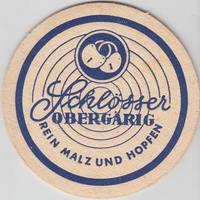 Schlösser
OBERGÄRIG
REIN MALZ UND HOPFEN